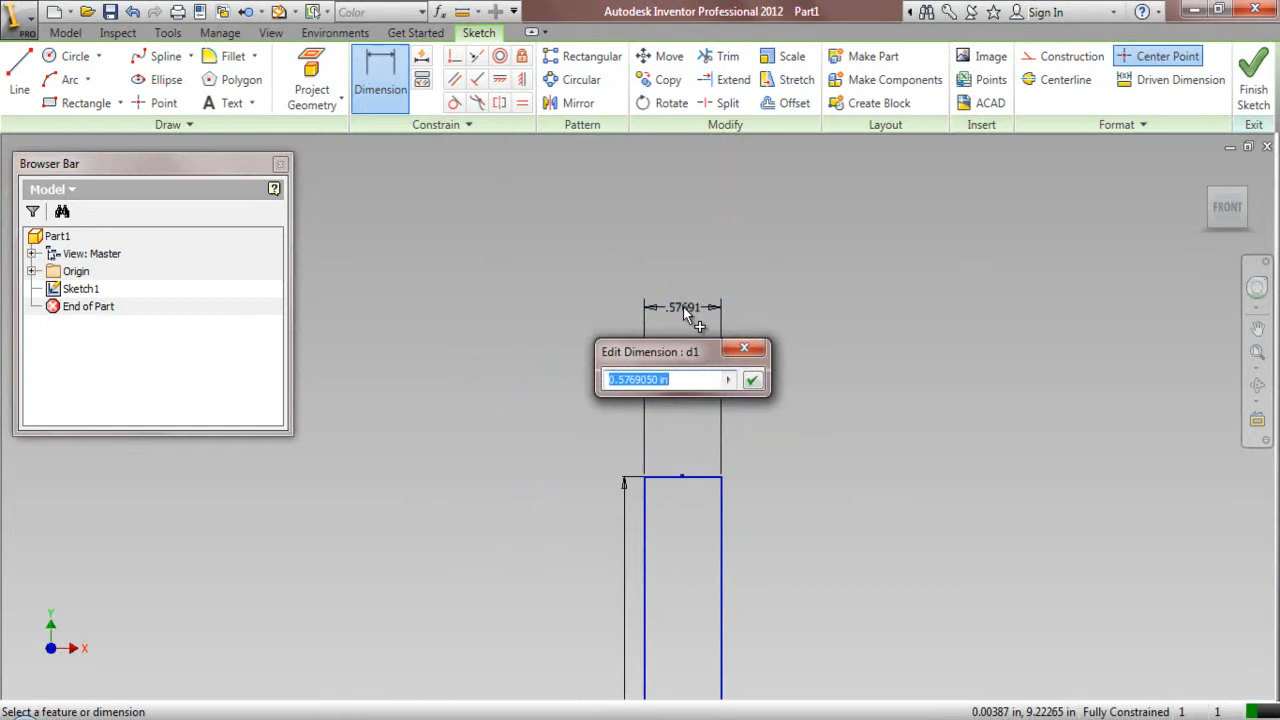 Color
Autodesk Inventor Professional 2012 Part1
Sign In
PRO
Model Inspect Tools Manage View Environments Get Started Sketch
Line
Circle
Arc
Rectangle
Spline
Ellipse
Point
Fillet
Polygon
Text
Draw
Project
Geometry
Dimension
Constrain
Rectangular
Circular
Mirror
Pattern
Move
Copy
Rotate
Trim
Extend
Split
Scale
Stretch
Offset
Modify
Make Part
Make Components
Create Block
Layout
Image
Points
ACAD
Insert
Construction
Centerline
Center Point
Driven Dimension
Format
Finish
Sketch
Exit
Browser Bar
Model
Part1
View: Master
Origin
Sketch1
End of Part
FRONT
.57691
Edit Dimension : d1
0.5769050 in
Y
X
Select a feature or dimension
0.00387 in, 9.22265 in Fully Constrained 1 1